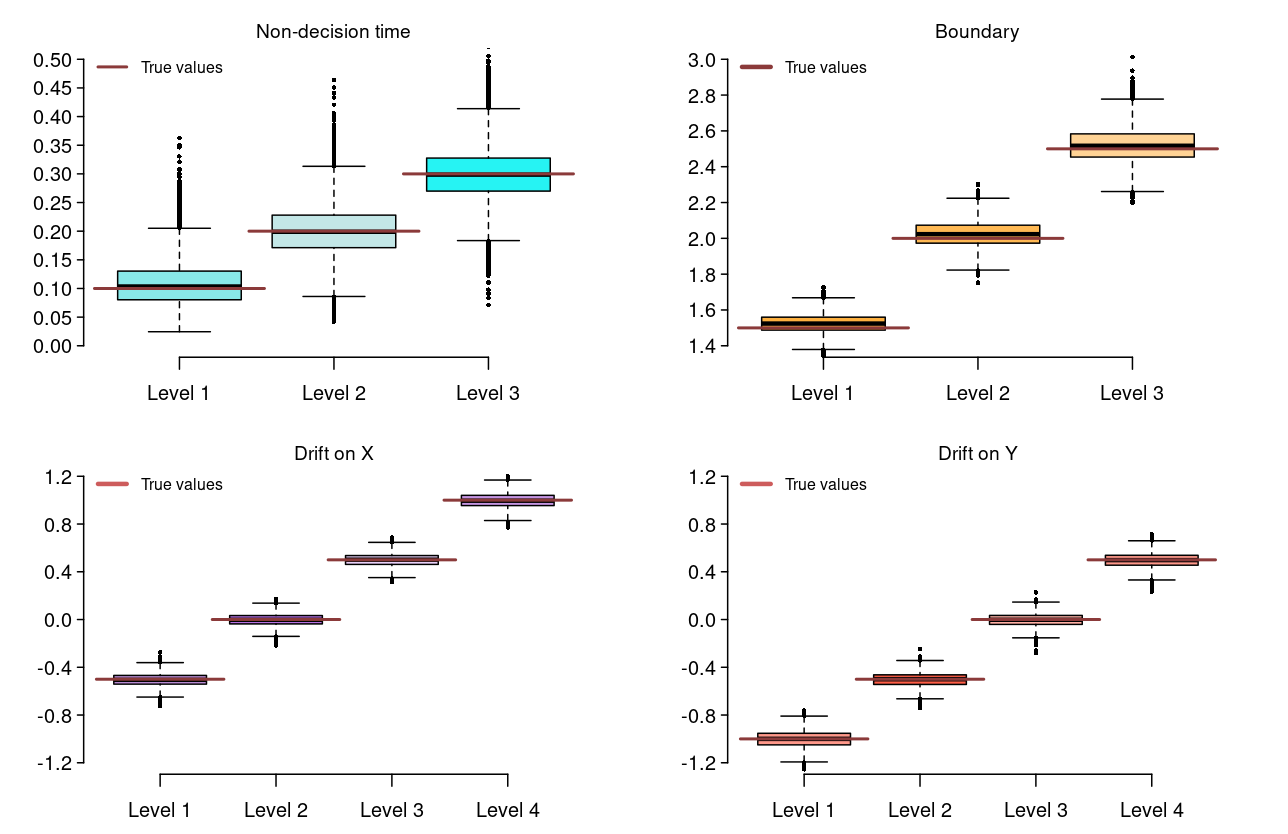 Non-decision time
True values
0.50
0.45
0.40
0.35
0.30
0.25
0.20
0.15
0.10
0.05
0.00
Level 1 Level 2 Level 3
Boundary
True values
3.0
2.8
2.6
2.4
2.2
2.0
1.8
1.6
1.4
Level 1 Level 2 Level 3
Drift on X
True values
1.2
0.8
0.4
0.0
-0.4
-0.8
-1.2
Level 1 Level 2 Level 3 Level 4
Drift on Y
True values
1.2
0.8
0.4
0.0
-0.4
-0.8
-1.2
Level 1 Level 2 Level 3 Level 4